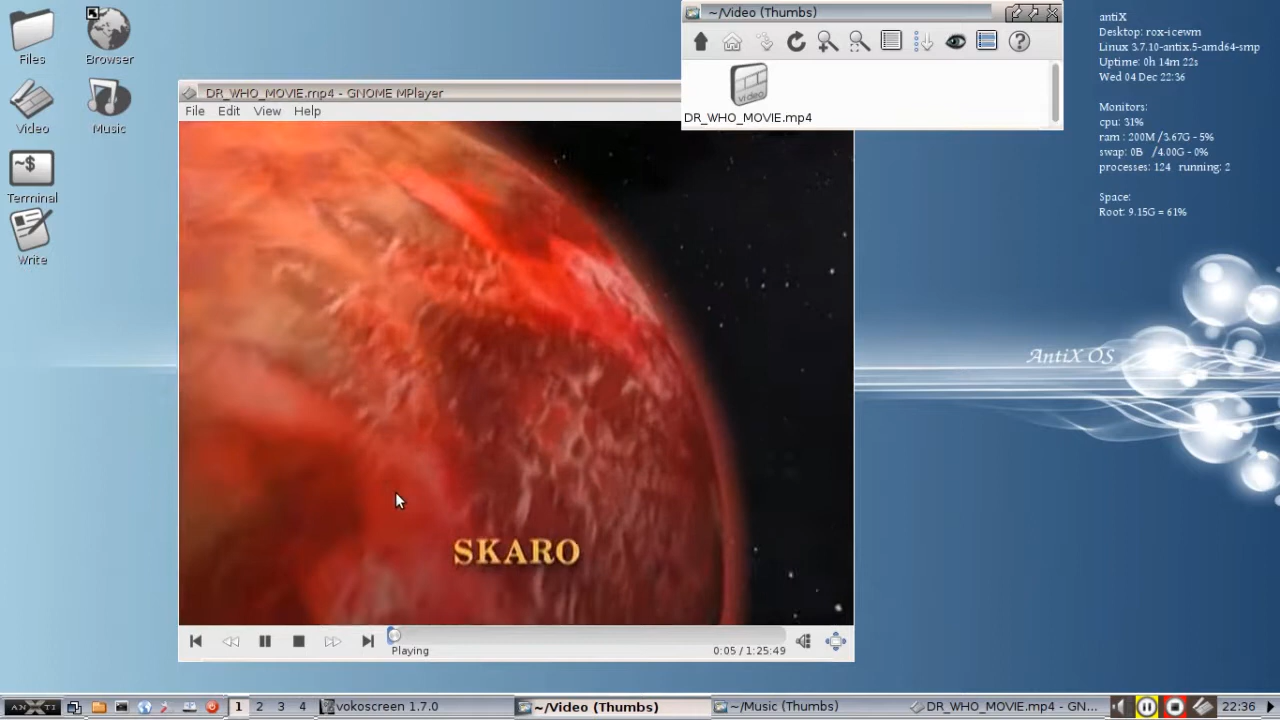 Files
Browser
Video
Music
~$
Terminal
Write
~/Video (Thumbs)
video
DR_WHO_MOVIE.mp4
DR_WHO_MOVIE.mp4 - GNOME MPlayer
File Edit View Help
SKARO
Playing
0:05 / 1:25:49
antiX
Desktop: rox-icewm
Linux 3.7.10-antix.5-amd64-smp
Uptime: 0h 14m 22s
Wed 04 Dec 22:36
Monitors:
cpu: 31%
ram : 200M /3.67G - 5%
swap: 0B /4.00G - 0%
processes: 124 running: 2
Space:
Root: 9.15G = 61%
AntiX OS
1 2 3 4
vokoscreen 1.7.0
~/Video (Thumbs)
~/Music (Thumbs)
DR_WHO_MOVIE.mp4 - GN...
22:36